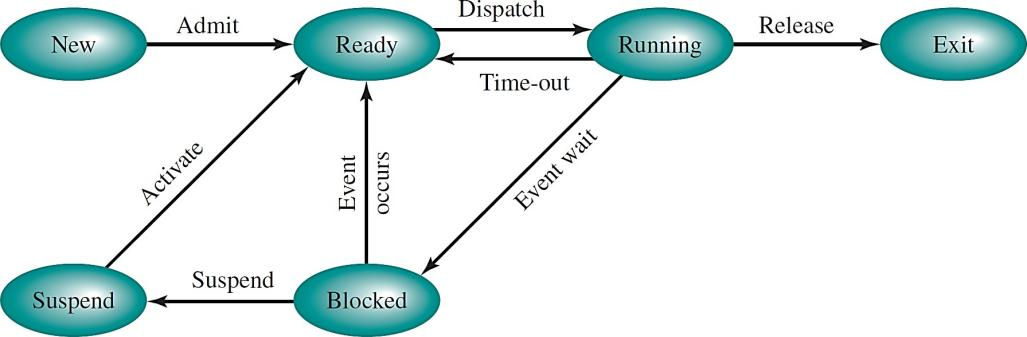 Dispatch
New
Admit
Ready
Running
Release
Exit
Time-out
Activate
Event
occurs
Event wait
Suspend
Suspend
Blocked